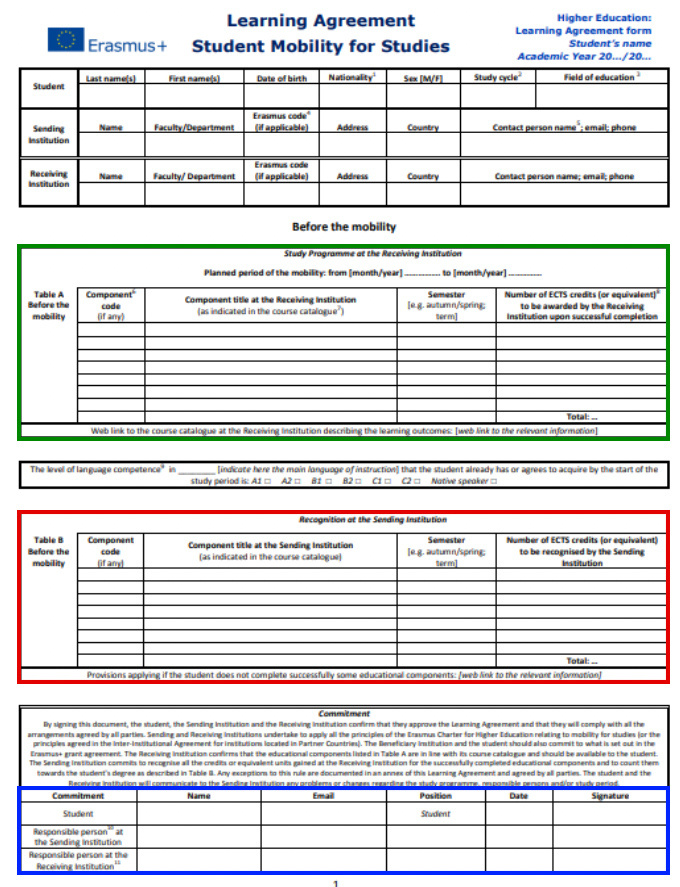 Erasmus+
Learning Agreement
Student Mobility for Studies
Higher Education:
Learning Agreement form
Student's name
Academic Year 20…/20…
Student
Last name(s) First name(s) Date of birth Nationality1 Sex [M/F] Study cycle2 Field of education 3
Sending
Institution
Name Faculty/Department Erasmus code4
(if applicable) Address Country Contact person name5; email; phone
Receiving
Institution
Name Faculty/ Department Erasmus code
(if applicable) Address Country Contact person name; email; phone
Before the mobility
Study Programme at the Receiving Institution
Planned period of the mobility: from [month/year] ……………. to [month/year] ……………
Table A
Before the
mobility
Component6
code
(if any)
Component title at the Receiving Institution
(as indicated in the course catalogue7)
Semester
[e.g. autumn/spring;
term]
Number of ECTS credits (or equivalent)8
to be awarded by the Receiving
Institution upon successful completion
Total: …
Web link to the course catalogue at the Receiving Institution describing the learning outcomes: [web link to the relevant information]
The level of language competence9 in ________ [indicate here the main language of instruction] that the student already has or agrees to acquire by the start of the
study period is: A1 ☐ A2 ☐ B1 ☐ B2 ☐ C1 ☐ C2 ☐ Native speaker ☐
Recognition at the Sending Institution
Table B
Before the
mobility
Component
code
(if any)
Component title at the Sending Institution
(as indicated in the course catalogue)
Semester
[e.g. autumn/spring;
term]
Number of ECTS credits (or equivalent)
to be recognised by the Sending
Institution
Total: …
Provisions applying if the student does not complete successfully some educational components: [web link to the relevant information]
Commitment
By signing this document, the student, the Sending Institution and the Receiving Institution confirm that they approve the Learning Agreement and that they will comply with all the
arrangements agreed by all parties. Sending and Receiving Institutions undertake to apply all the principles of the Erasmus Charter for Higher Education relating to mobility for studies (or the
principles agreed in the Inter-Institutional Agreement for institutions located in Partner Countries). The Beneficiary Institution and the student should also commit to what is set out in the
Erasmus+ grant agreement. The Receiving Institution confirms that the educational components listed in Table A are in line with its course catalogue and should be available to the student.
The Sending Institution commits to recognise all the credits or equivalent units gained at the Receiving Institution for the successfully completed educational components and to count them
towards the student's degree as described in Table B. Any exceptions to this rule are documented in an annex of this Learning Agreement and agreed by all parties. The student and the
Receiving Institution will communicate to the Sending Institution any problems or changes regarding the study programme, responsible persons and/or study period.
Commitment Name Email Position Date Signature
Student Student
Responsible person10 at
the Sending Institution
Responsible person at the
Receiving Institution11
1